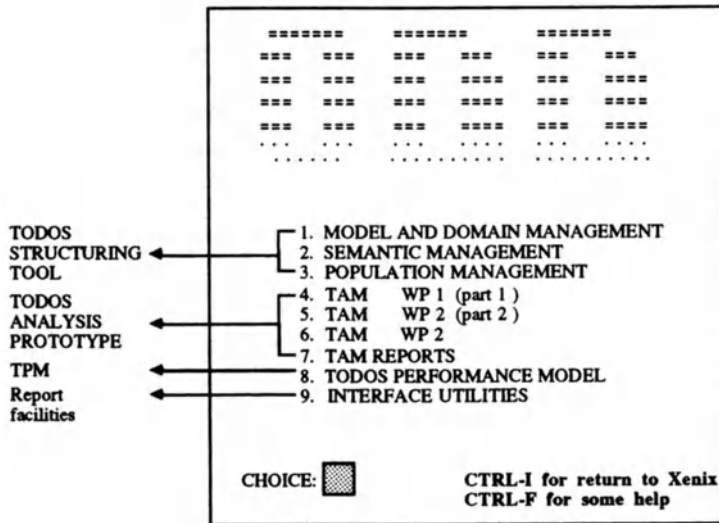 ======= ======= =======
=== === === === === ===
=== === === ==== === ====
=== === === ==== === ====
=== === === ==== === ====
... ... ... .... ... ....
...... .......... ..........
TODOS
STRUCTURING
TOOL
TODOS
ANALYSIS
PROTOTYPE
TPM
Report
facilities
1. MODEL AND DOMAIN MANAGEMENT
2. SEMANTIC MANAGEMENT
3. POPULATION MANAGEMENT
4. TAM WP 1 (part 1 )
5. TAM WP 2 (part 2 )
6. TAM WP 2
7. TAM REPORTS
8. TODOS PERFORMANCE MODEL
9. INTERFACE UTILITIES
CHOICE:
CTRL-I for return to Xenix
CTRL-F for some help